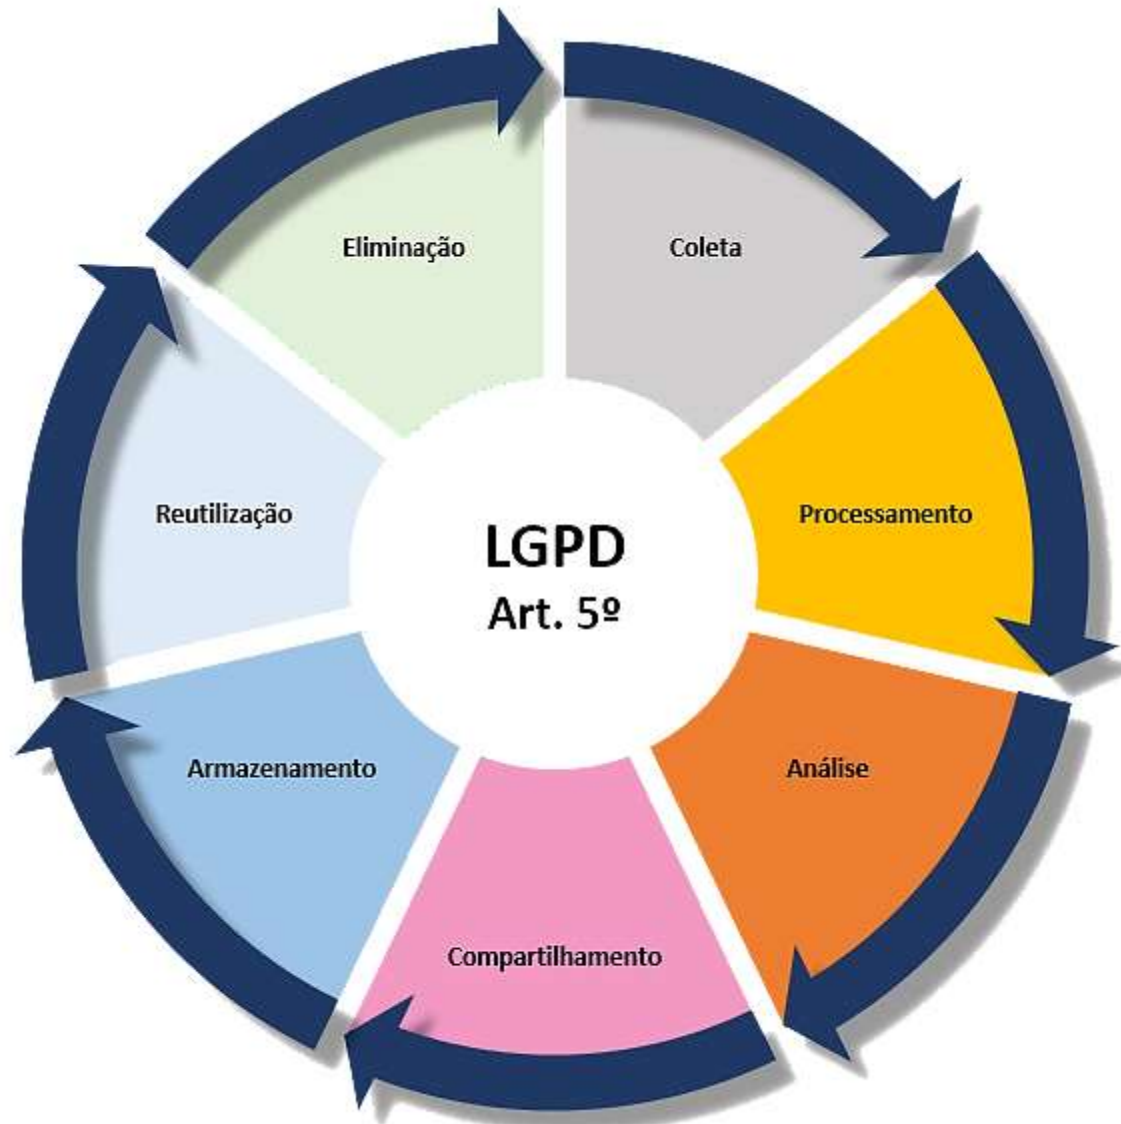 Eliminação
Coleta
Reutilização
LGPD
Art. 5º
Processamento
Armazenamento
Análise
Compartilhamento